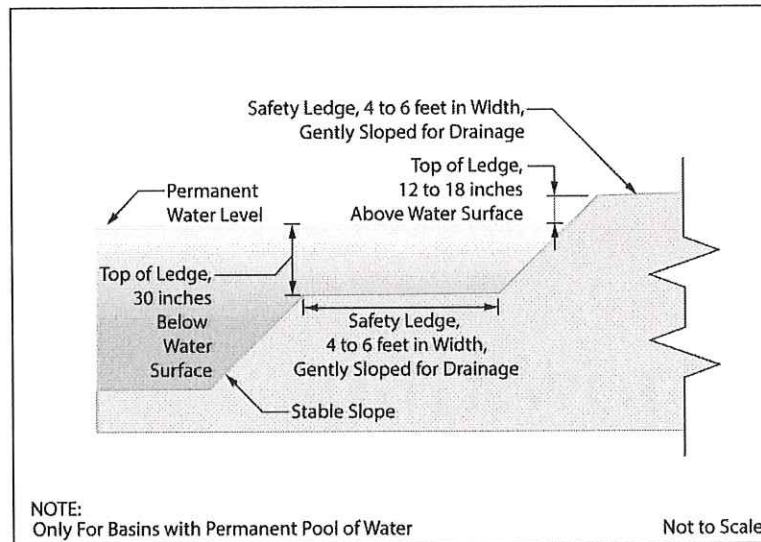 Safety Ledge, 4 to 6 feet in Width,
Gently Sloped for Drainage
Top of Ledge,
12 to 18 inches
Above Water Surface
Permanent
Water Level
Top of Ledge,
30 inches
Below
Water
Surface
Safety Ledge,
4 to 6 feet in Width,
Gently Sloped for Drainage
Stable Slope
NOTE:
Only For Basins with Permanent Pool of Water
Not to Scale